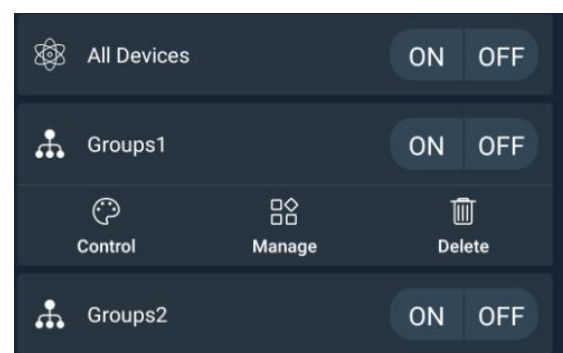 All Devices ON OFF
Groups1 ON OFF
Control Manage Delete
Groups2 ON OFF